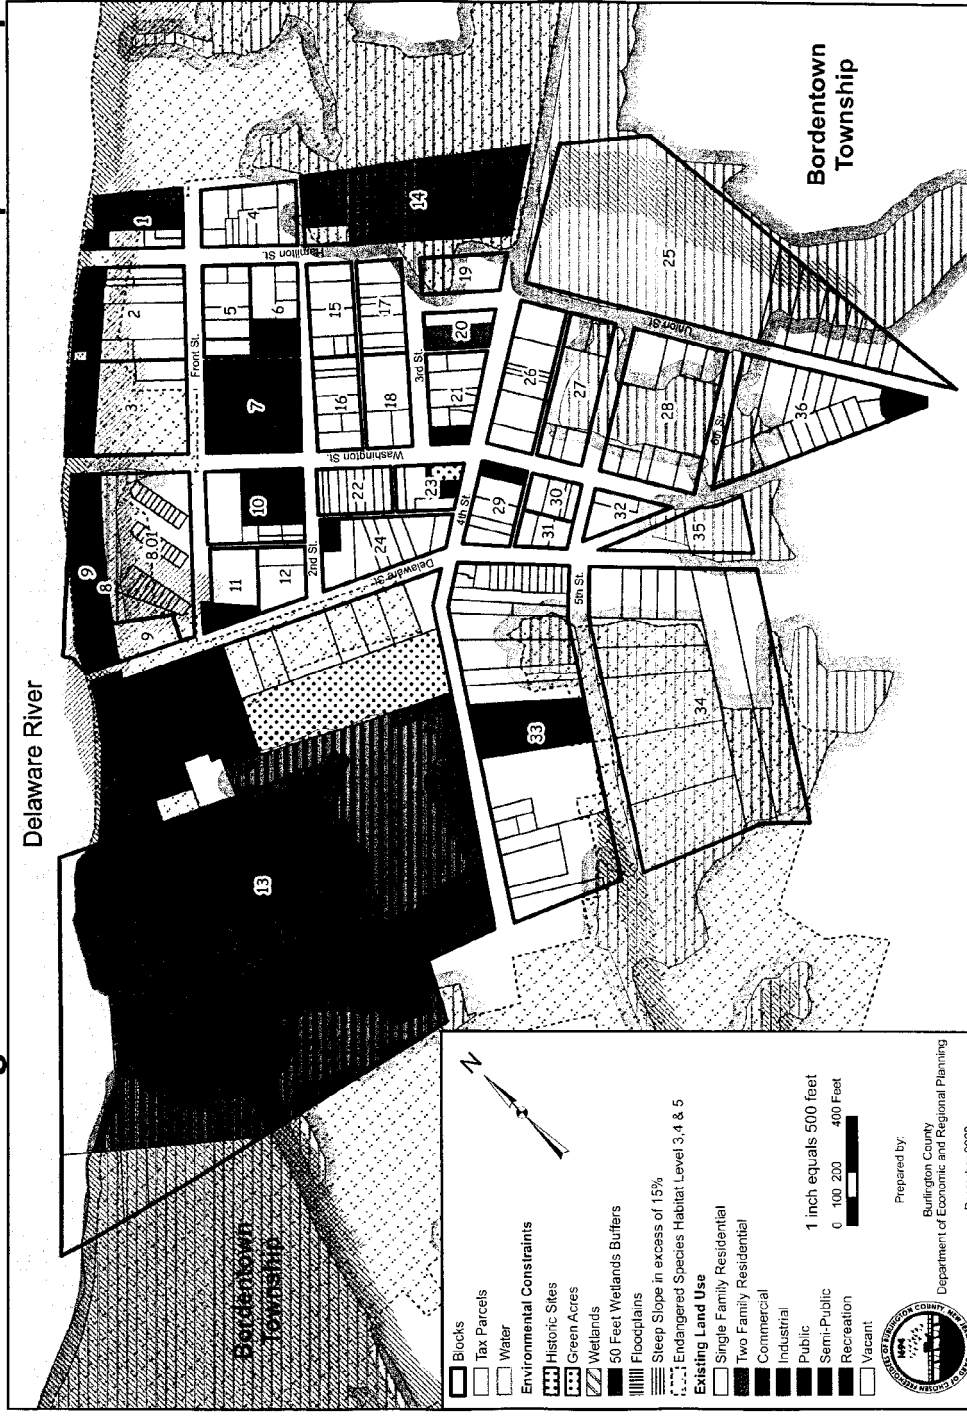 Delaware River
Bordentown
Township
Bordentown
Township
1
2
3
4
5
6
7
8
9
8
8.01
9
10
11
12
13
14
15
16
17
18
19
20
21
22
23
24
25
26
27
28
29
30
31
32
33
34
35
36
Front St.
Hamilton St.
Washington St.
2nd St.
3rd St.
4th St.
5th St.
6th St.
Union St.
Delaware St.
N
Blocks
Tax Parcels
Water
Environmental Constraints
Historic Sites
Green Acres
Wetlands
50 Feet Wetlands Buffers
Floodplains
Steep Slope in excess of 15%
Endangered Species Habitat Level 3,4 & 5
Existing Land Use
Single Family Residential
Two Family Residential
Commercial
Industrial
Public
Semi-Public
Recreation
Vacant
1 inch equals 500 feet
0 100 200 400 Feet
Prepared by:
Burlington County
Department of Economic and Regional Planning